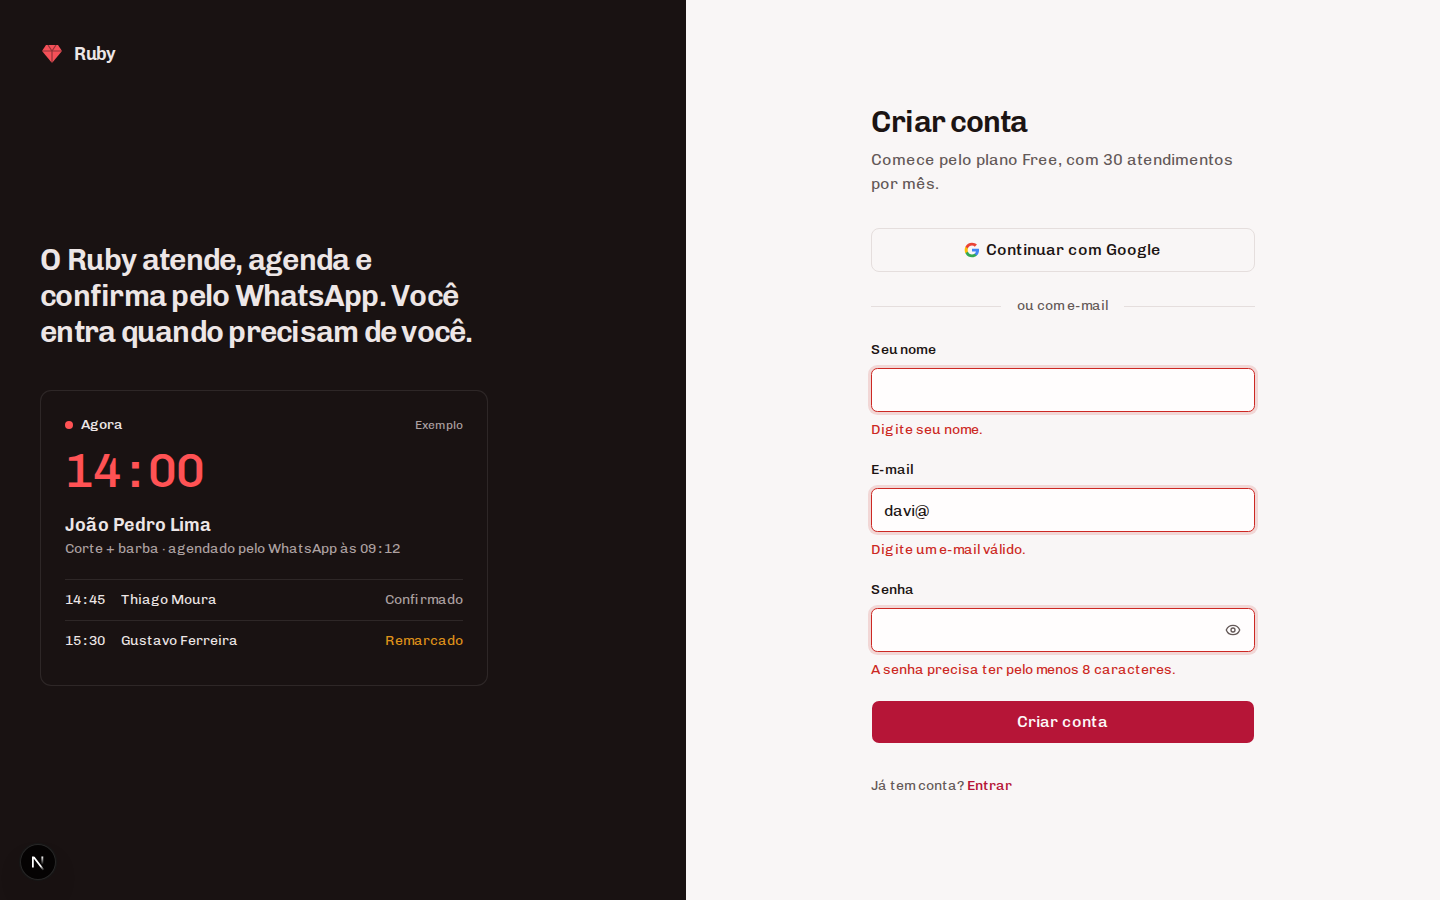 Ruby
O Ruby atende, agenda e
confirma pelo WhatsApp. Você
entra quando precisam de você.
Agora
Exemplo
14:00
João Pedro Lima
Corte + barba · agendado pelo WhatsApp às 09:12
14:45 Thiago Moura Confirmado
15:30 Gustavo Ferreira Remarcado
Criar conta
Comece pelo plano Free, com 30 atendimentos
por mês.
Continuar com Google
ou com e-mail
Seu nome
Digite seu nome.
E-mail
davi@
Digite um e-mail válido.
Senha
A senha precisa ter pelo menos 8 caracteres.
Criar conta
Já tem conta? Entrar